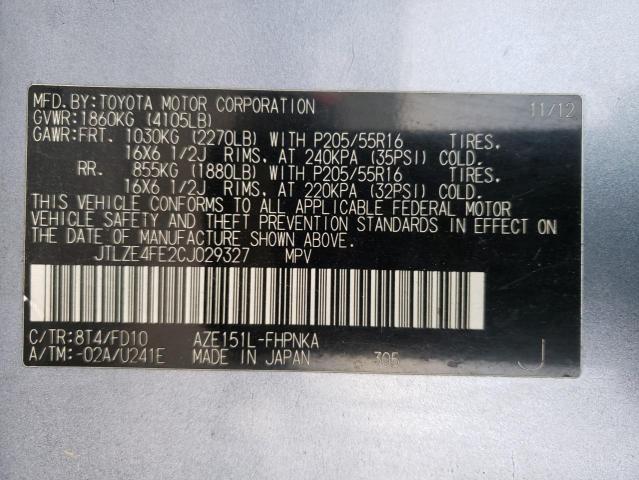 MFD.BY:TOYOTA MOTOR CORPORATION 11/12
GVWR:1860KG (4105LB)
GAWR:FRT. 1030KG (2270LB) WITH P205/55R16 TIRES.
16X6 1/2J RIMS. AT 240KPA (35PSI) COLD.
RR. 855KG (1880LB) WITH P205/55R16 TIRES.
16X6 1/2J RIMS. AT 220KPA (32PSI) COLD.
THIS VEHICLE CONFORMS TO ALL APPLICABLE FEDERAL MOTOR
VEHICLE SAFETY AND THEFT PREVENTION STANDARDS IN EFFECT ON
THE DATE OF MANUFACTURE SHOWN ABOVE.
JTLZE4FE2CJ029327 MPV
C/TR:8T4/FD10 AZE151L-FHPNKA
A/TM:-02A/U241E MADE IN JAPAN 305 J